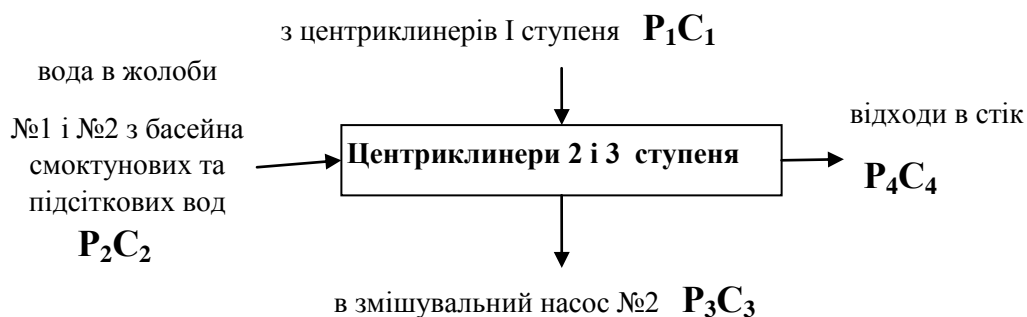 з центриклинерів І ступеня P₁C₁
вода в жолоби
№1 і №2 з басейна
смоктунових та
підсіткових вод
P₂C₂
Центриклинери 2 і 3 ступеня
відходи в стік
P₄C₄
в змішувальний насос №2 P₃C₃